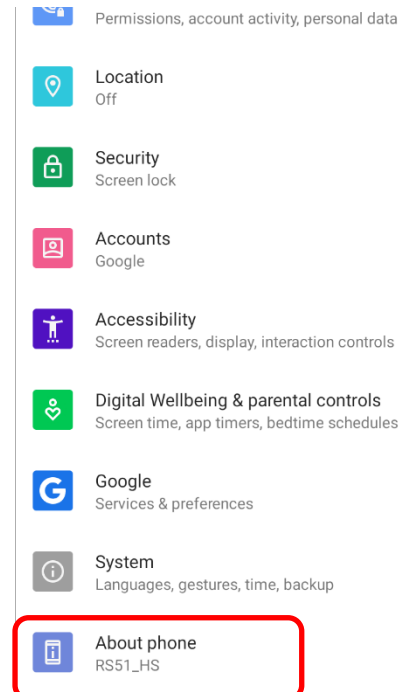 Permissions, account activity, personal data
Location
Off
Security
Screen lock
Accounts
Google
Accessibility
Screen readers, display, interaction controls
Digital Wellbeing & parental controls
Screen time, app timers, bedtime schedules
Google
Services & preferences
System
Languages, gestures, time, backup
About phone
RS51_HS